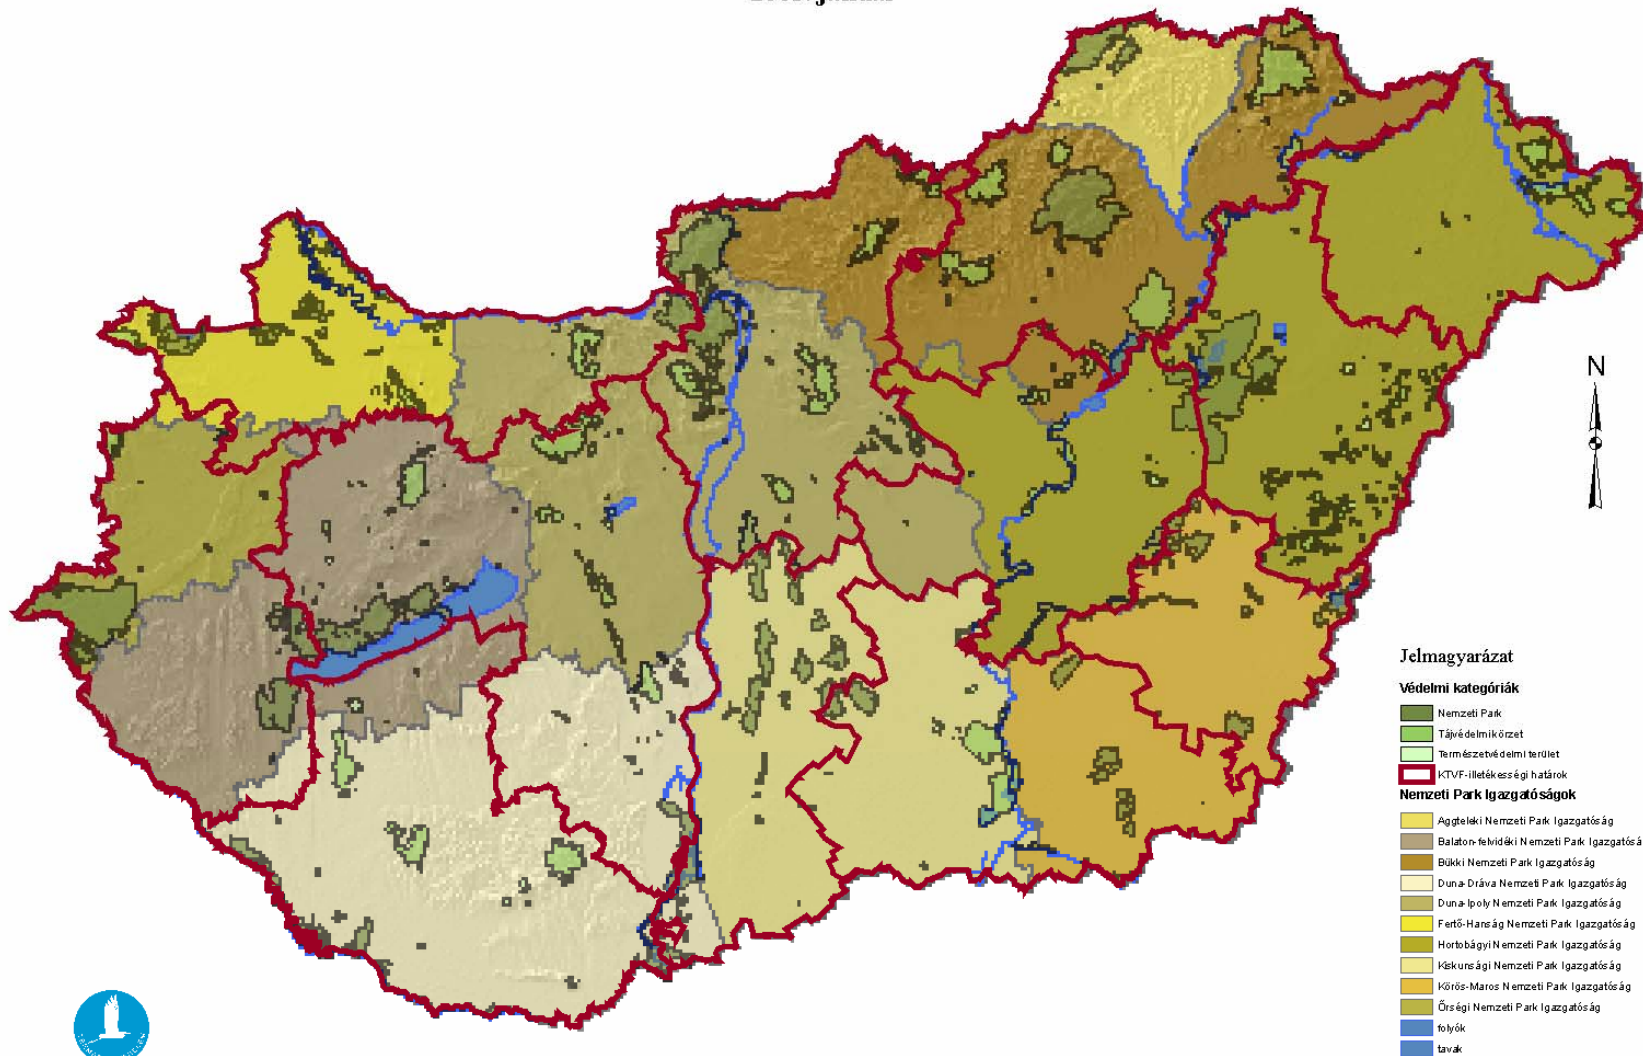 N
Jelmagyarázat
Védelmi kategóriák
Nemzeti Park
Tájvédelmi körzet
Természetvédelmi terület
KTVF-illetékességi határok
Nemzeti Park Igazgatóságok
Aggteleki Nemzeti Park Igazgatóság
Balaton-felvidéki Nemzeti Park Igazgatósá
Bükki Nemzeti Park Igazgatóság
Duna-Dráva Nemzeti Park Igazgatóság
Duna-Ipoly Nemzeti Park Igazgatóság
Fertő-Hanság Nemzeti Park Igazgatóság
Hortobágyi Nemzeti Park Igazgatóság
Kiskunsági Nemzeti Park Igazgatóság
Körös-Maros Nemzeti Park Igazgatóság
Őrségi Nemzeti Park Igazgatóság
folyók
tavak